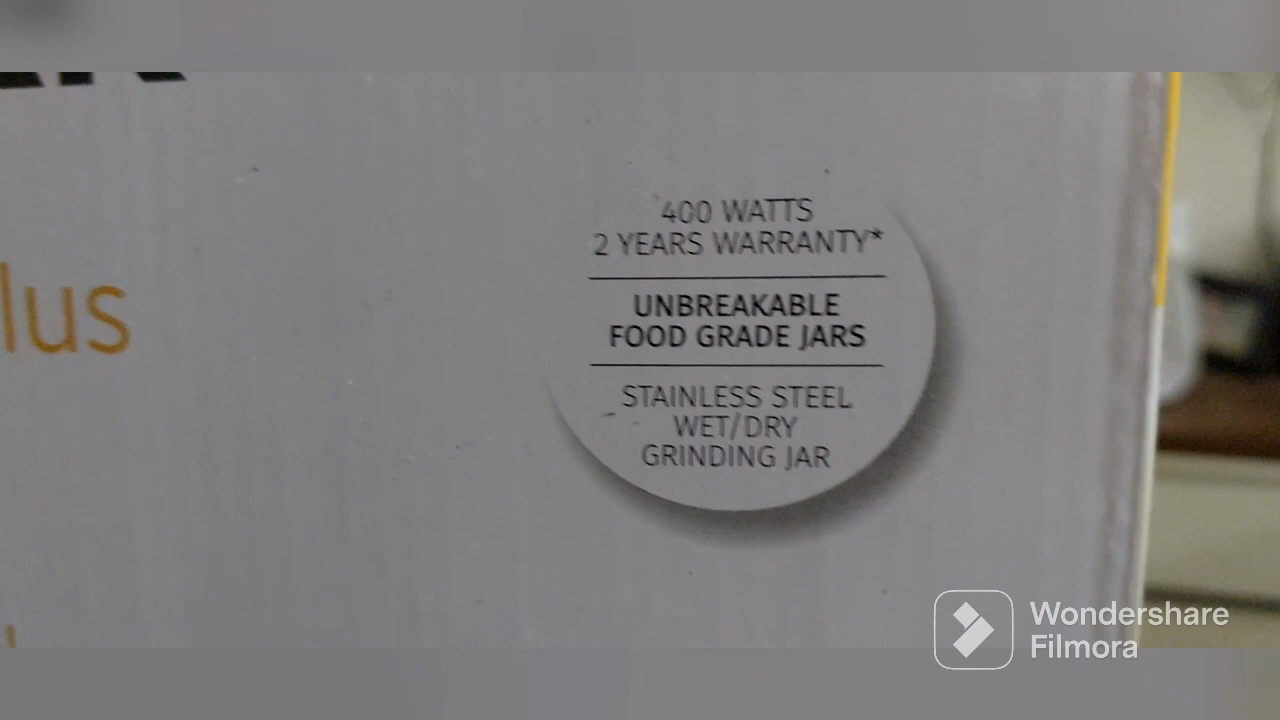 lus
400 WATTS
2 YEARS WARRANTY*
UNBREAKABLE
FOOD GRADE JARS
STAINLESS STEEL
WET/DRY
GRINDING JAR
Wondershare
Filmora